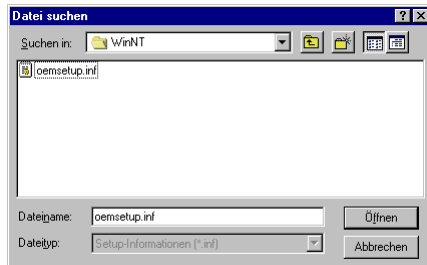 Datei suchen
Suchen in: WinNT
oemsetup.inf
Dateiname: oemsetup.inf Öffnen
Dateityp: Setup-Informationen (*.inf) Abbrechen